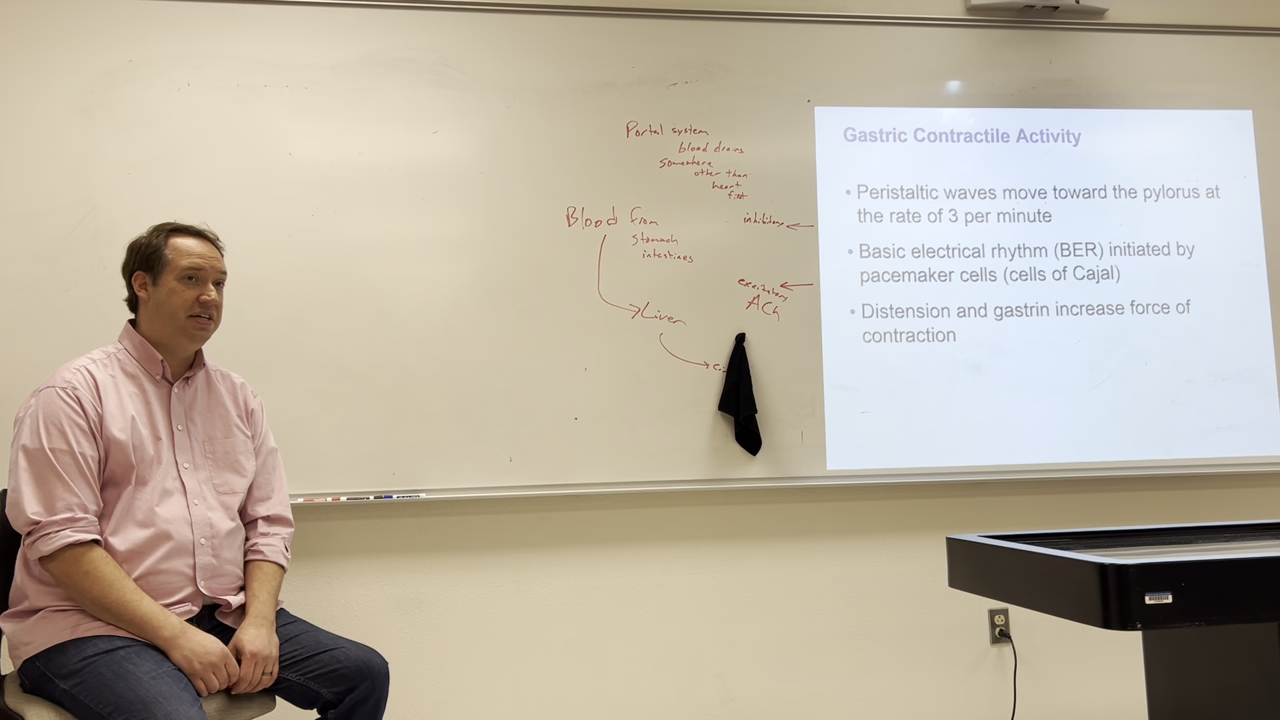 Portal system
blood drains
somewhere
other than
heart
first
Blood from
stomach
intestines
Liver
inhibitory
excitatory
ACh
Gastric Contractile Activity
• Peristaltic waves move toward the pylorus at
the rate of 3 per minute
• Basic electrical rhythm (BER) initiated by
pacemaker cells (cells of Cajal)
• Distension and gastrin increase force of
contraction